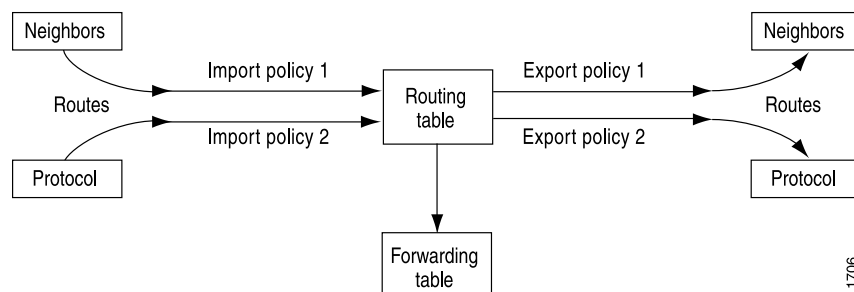 Neighbors
Neighbors
Import policy 1
Export policy 1
Routes
Routing
table
Routes
Import policy 2
Export policy 2
Protocol
Protocol
Forwarding
table
1706